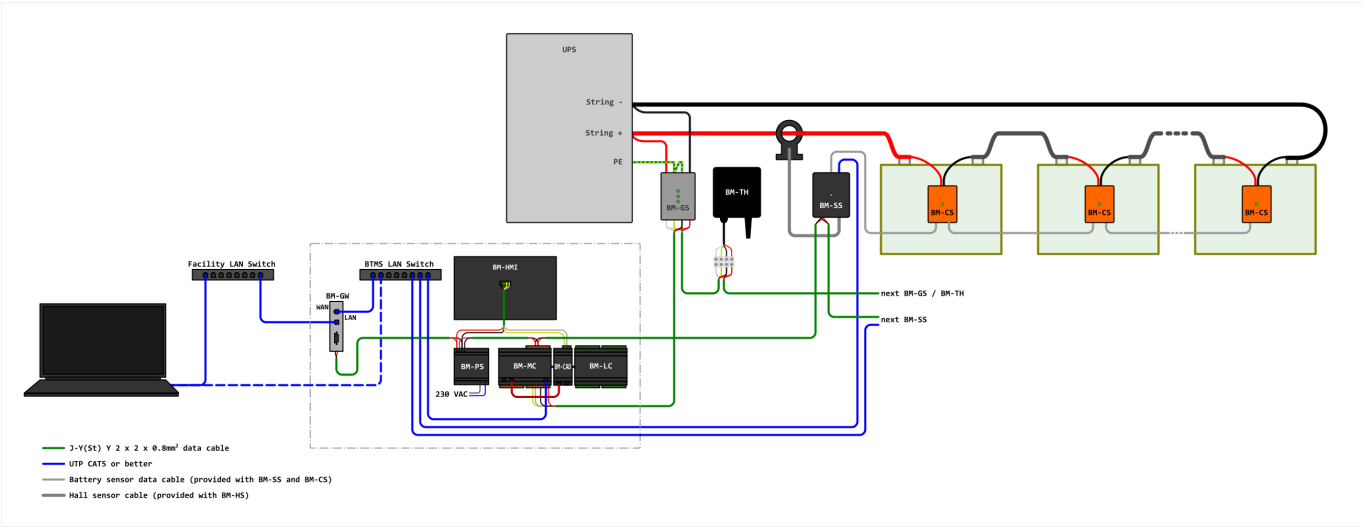 UPS
String -
String +
PE
BM-GS
BM-TH
BM-SS
BM-CS
BM-CS
BM-CS
Facility LAN Switch
BTMS LAN Switch
BM-HMI
BM-GW
WAN
LAN
next BM-GS / BM-TH
next BM-SS
BM-PS
BM-MC
BM-CAD
BM-LC
230 VAC
J-Y(St) Y 2 x 2 x 0.8mm² data cable
UTP CAT5 or better
Battery sensor data cable (provided with BM-SS and BM-CS)
Hall sensor cable (provided with BM-HS)